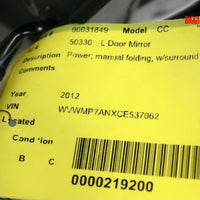 00031849 Model CC
50330 L Door Mirror
Description Power; manual folding, w/surround
Comments
Year 2012
VIN WVWMP7ANXCE537062
Located
Condition
B C
0000219200